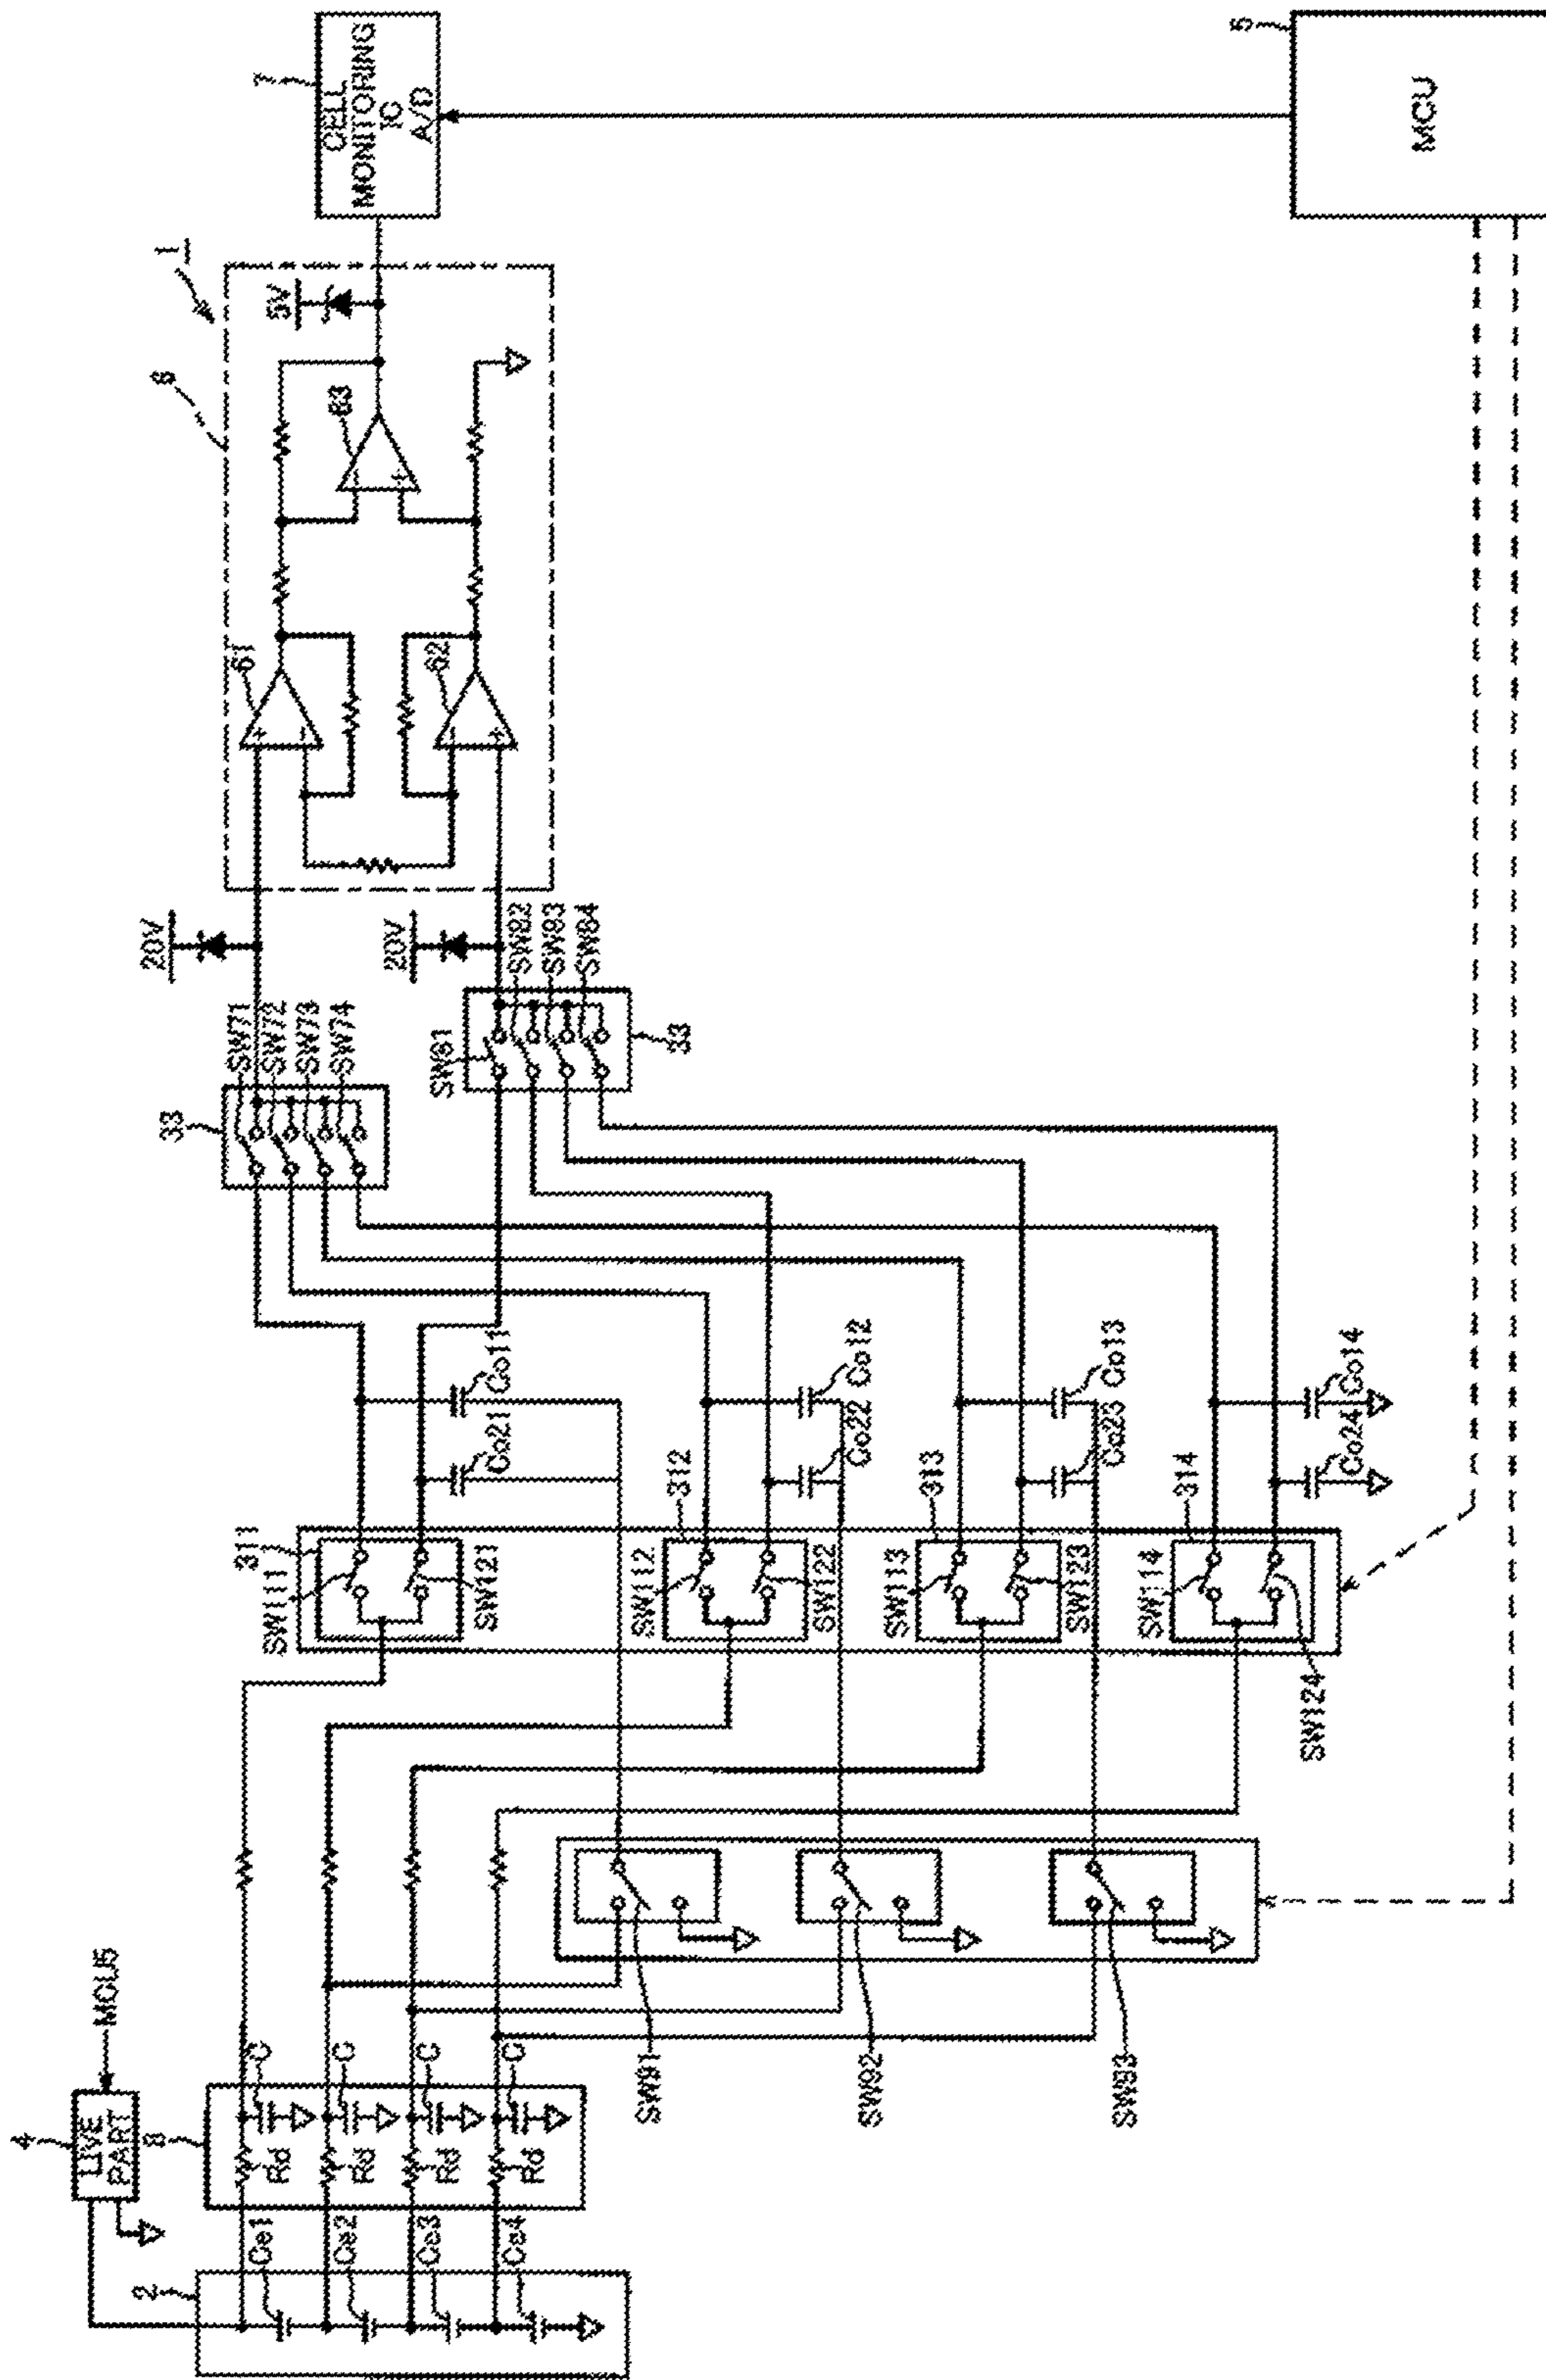 1
2
Ce1
Ce2
Ce3
Ce4
4
LIVE
PART
MCU5
8
Rd
C
Rd
C
Rd
C
Rd
C
SW91
SW92
SW93
311
SW111
SW121
312
SW112
SW122
313
SW113
SW123
314
SW114
SW124
Co11
Co21
Co12
Co22
Co13
Co23
Co14
Co24
33
SW71
SW72
SW73
SW74
33
SW81
SW82
SW83
SW84
20V
20V
6
61
62
63
5V
7
CELL
MONITORING
IC
A/D
5
MCU